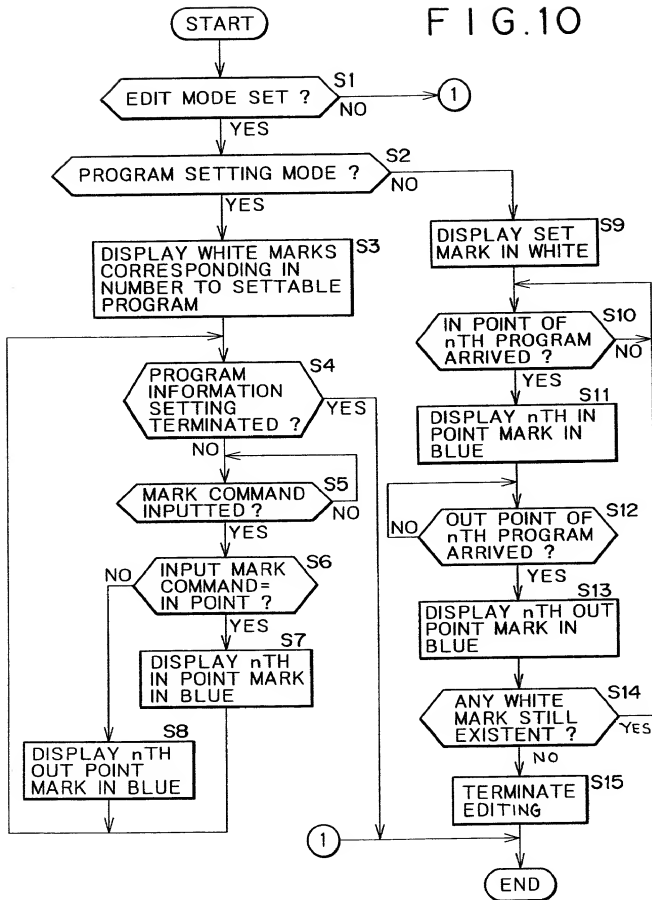 FIG.10
START
S1
EDIT MODE SET ?
NO
1
YES
S2
PROGRAM SETTING MODE ?
NO
YES
S3
DISPLAY WHITE MARKS
CORRESPONDING IN
NUMBER TO SETTABLE
PROGRAM
S4
PROGRAM
INFORMATION
SETTING
TERMINATED ?
YES
NO
S5
MARK COMMAND
INPUTTED ?
NO
YES
S6
INPUT MARK
COMMAND=
IN POINT ?
NO
YES
S7
DISPLAY nTH
IN POINT MARK
IN BLUE
S8
DISPLAY nTH
OUT POINT
MARK IN BLUE
S9
DISPLAY SET
MARK IN WHITE
S10
IN POINT OF
nTH PROGRAM
ARRIVED ?
NO
YES
S11
DISPLAY nTH IN
POINT MARK IN
BLUE
S12
OUT POINT OF
nTH PROGRAM
ARRIVED ?
NO
YES
S13
DISPLAY nTH OUT
POINT MARK IN
BLUE
S14
ANY WHITE
MARK STILL
EXISTENT ?
YES
NO
S15
TERMINATE
EDITING
1
END